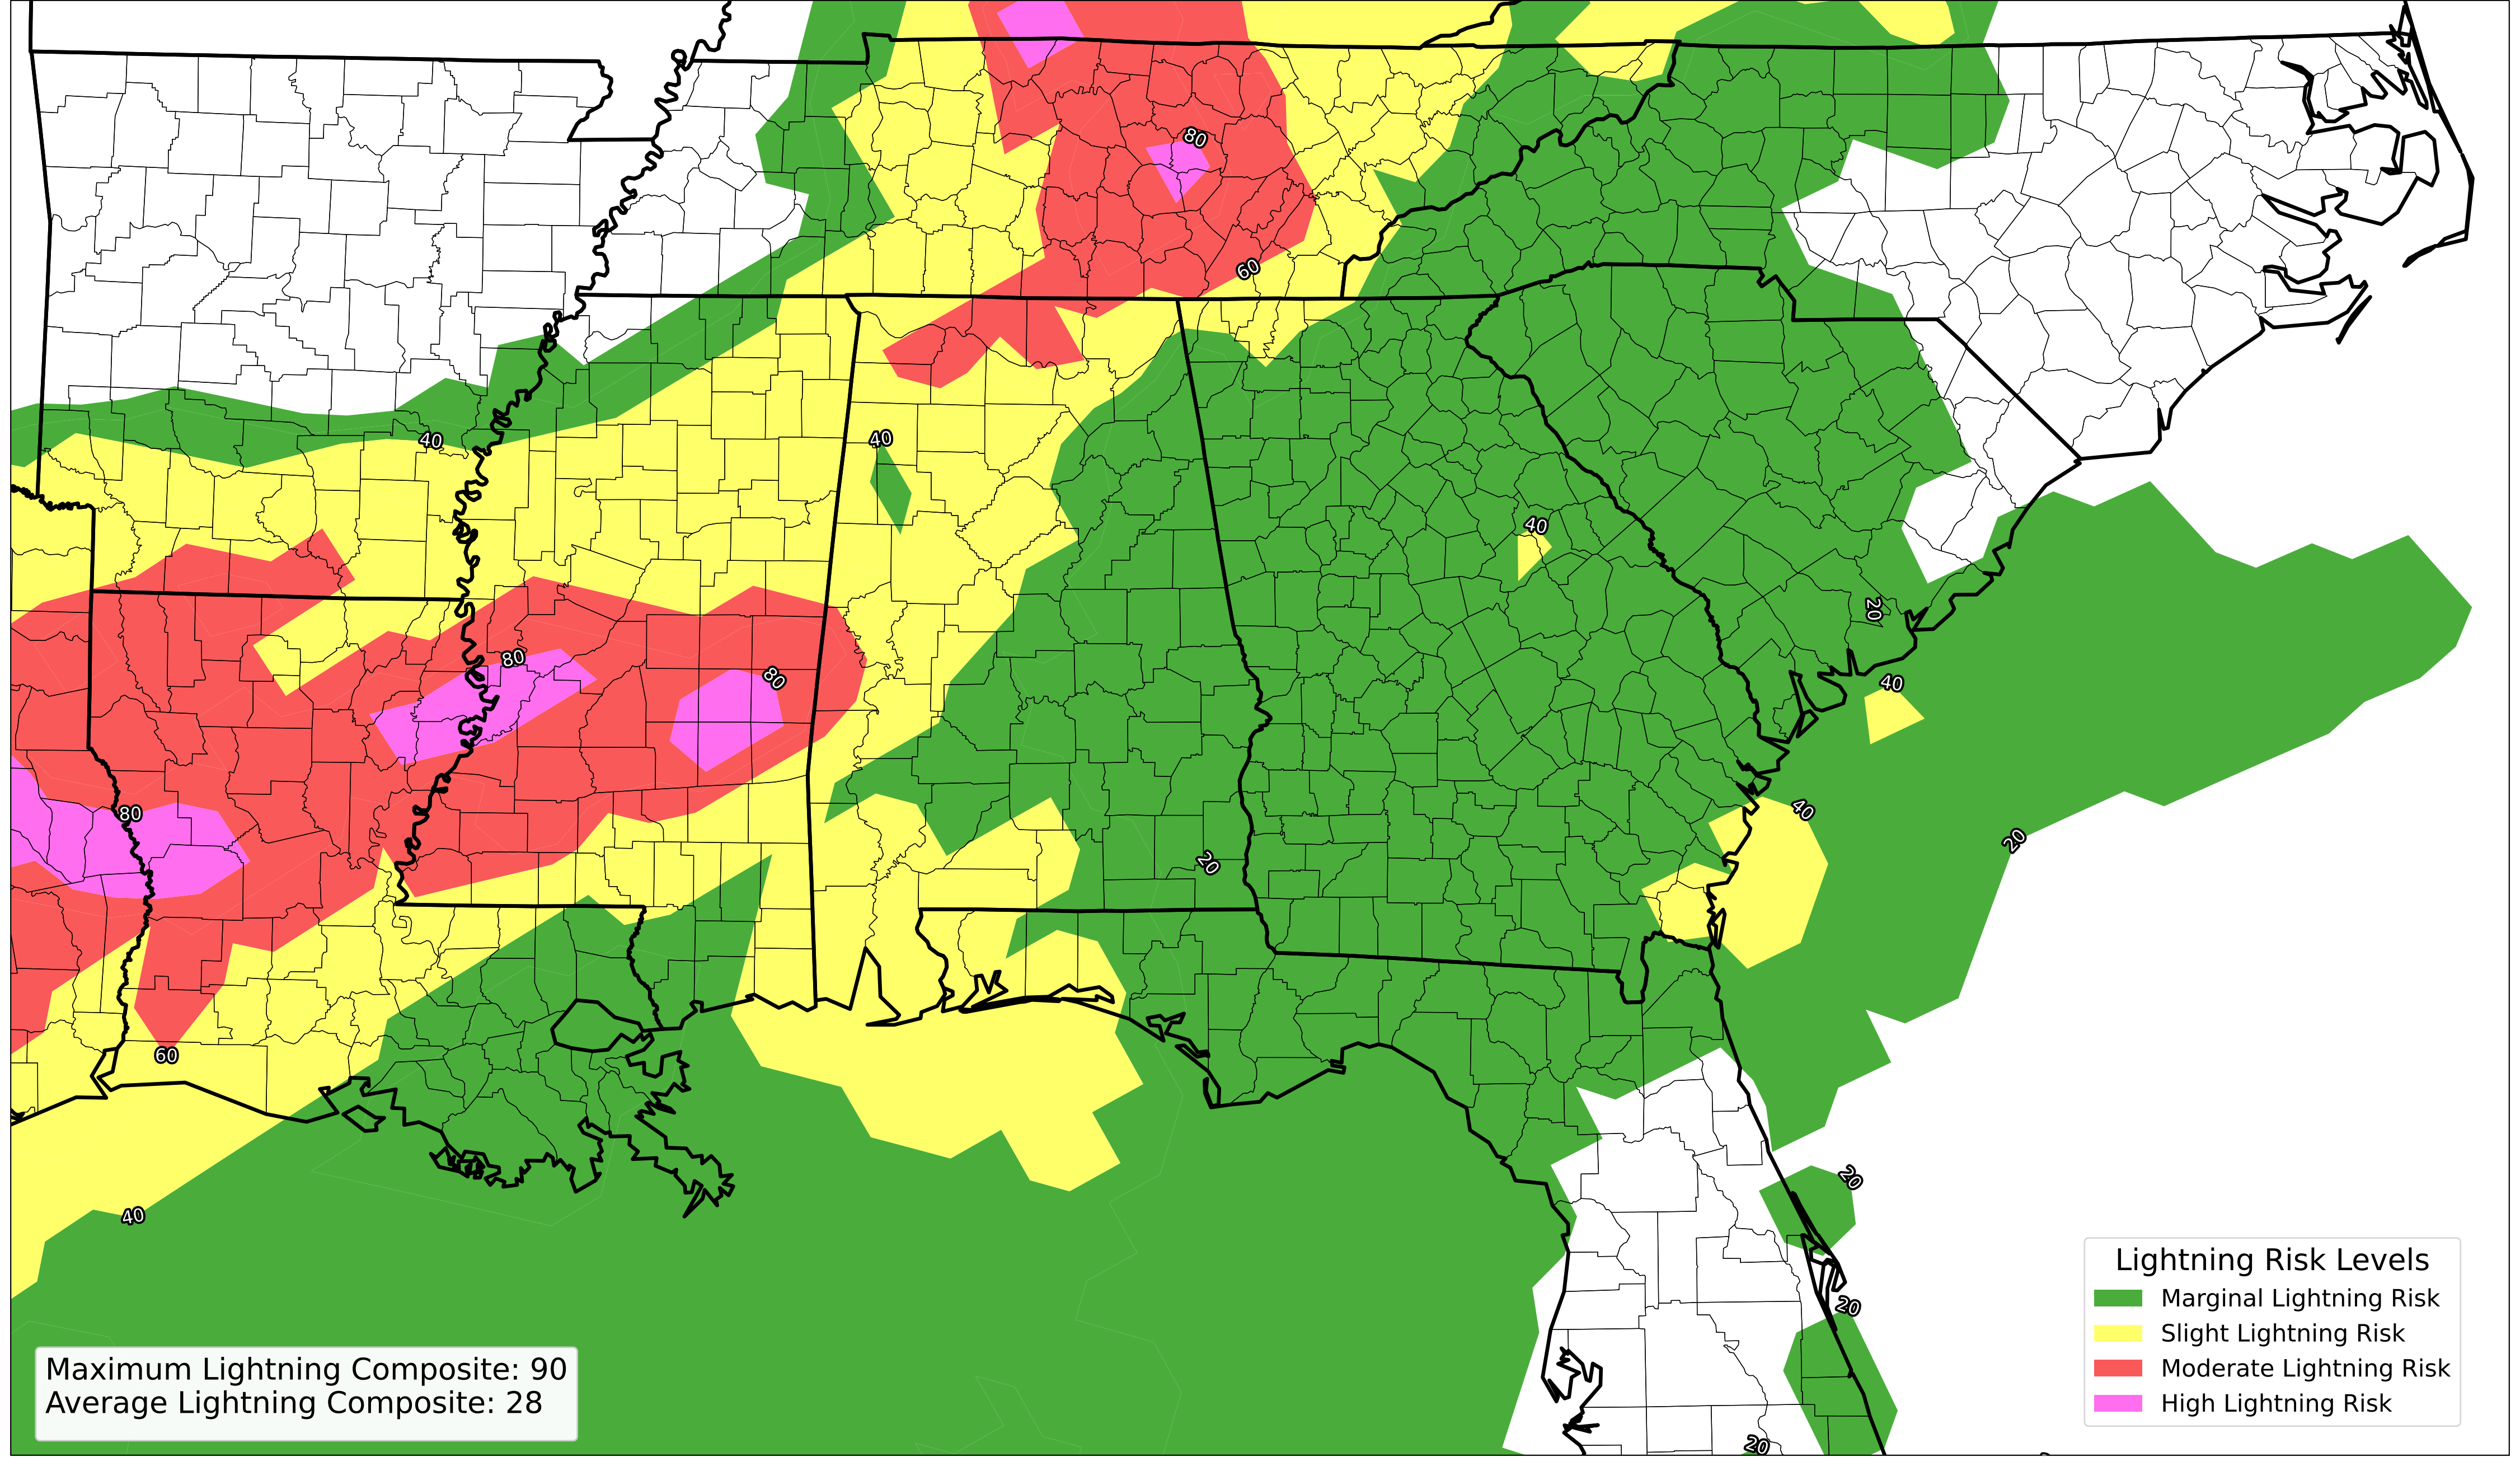 80
60
40
40
40
80
20
80
40
80
40
20
20
60
20
40
20
20
Lightning Risk Levels
Marginal Lightning Risk
Slight Lightning Risk
Moderate Lightning Risk
High Lightning Risk
Maximum Lightning Composite: 90
Average Lightning Composite: 28